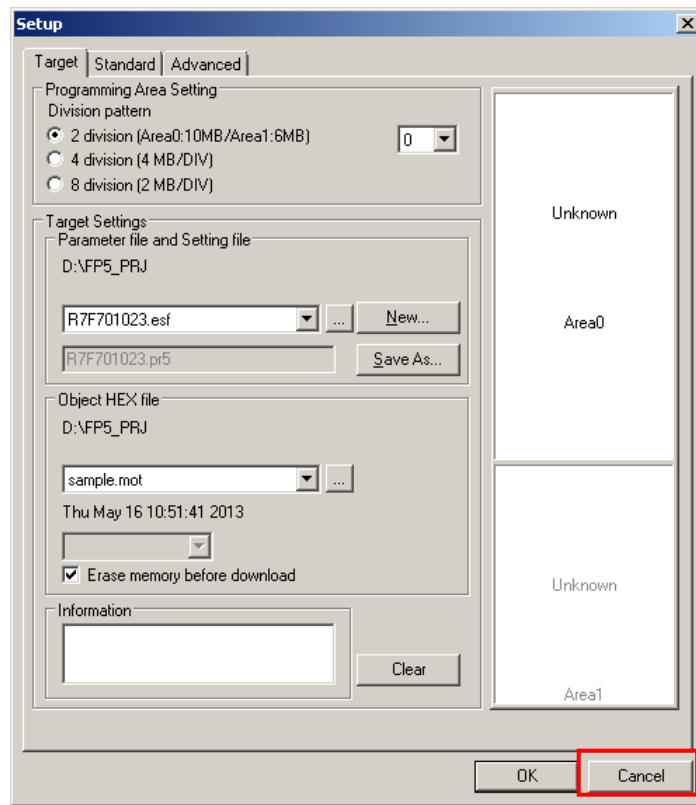 Setup
Target Standard Advanced
Programming Area Setting
Division pattern
2 division (Area0:10MB/Area1:6MB)
0
4 division (4 MB/DIV)
8 division (2 MB/DIV)
Target Settings
Parameter file and Setting file
D:\FP5_PRJ
R7F701023.esf
...
New...
R7F701023.pr5
Save As...
Object HEX file
D:\FP5_PRJ
sample.mot
...
Thu May 16 10:51:41 2013
Erase memory before download
Information
Clear
Unknown
Area0
Unknown
Area1
OK
Cancel